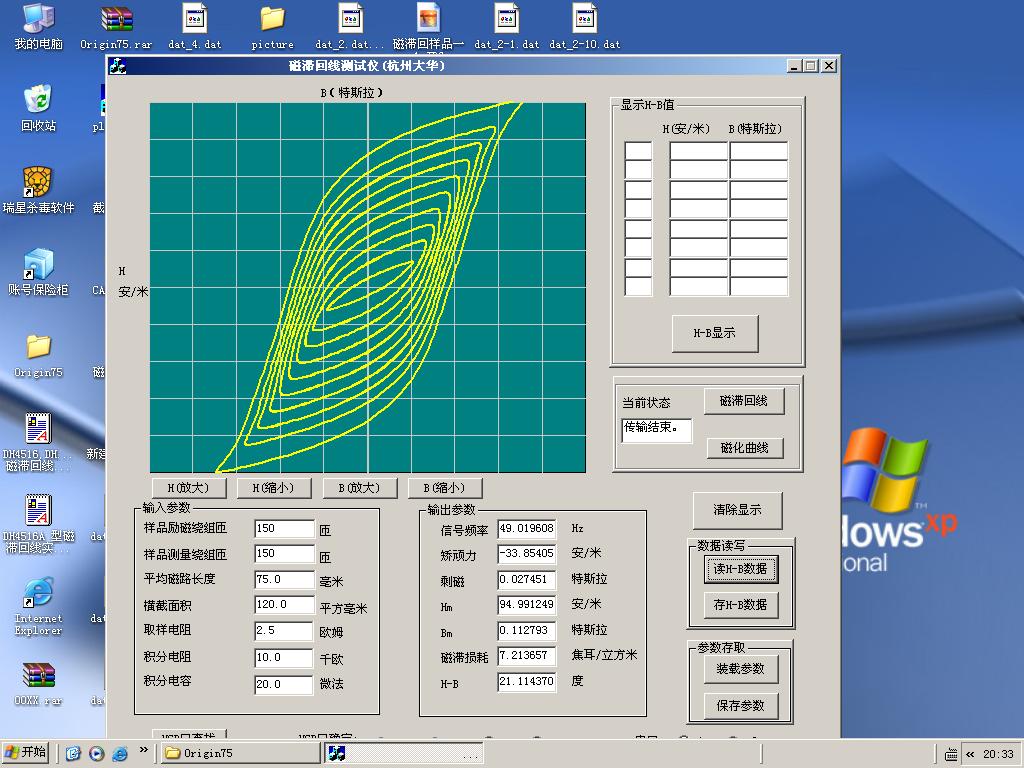 我的电脑
Origin75.rar
dat_4.dat
picture
dat_2.dat...
磁滞回样品一
dat_2-1.dat
dat_2-10.dat
磁滞回线测试仪(杭州大华)
回收站
瑞星杀毒软件
账号保险柜
Origin75
DH4516_DH...
磁滞回线...
DH4516A_型磁
滞回线实...
Internet
Explorer
OOXX.rar
B(特斯拉)
H
安/米
H(放大)
H(缩小)
B(放大)
B(缩小)
显示H-B值
H(安/米)
B(特斯拉)
H-B显示
当前状态
传输结束。
磁滞回线
磁化曲线
输入参数
样品励磁绕组匝 150 匝
样品测量绕组匝 150 匝
平均磁路长度 75.0 毫米
横截面积 120.0 平方毫米
取样电阻 2.5 欧姆
积分电阻 10.0 千欧
积分电容 20.0 微法
输出参数
信号频率 49.019608 Hz
矫顽力 -33.85405 安/米
剩磁 0.027451 特斯拉
Hm 94.991249 安/米
Bm 0.112793 特斯拉
磁滞损耗 7.213657 焦耳/立方米
H-B 21.114370 度
清除显示
数据读写
读H-B数据
存H-B数据
参数存取
装载参数
保存参数
dows xp
onal
开始
Origin75
...
20:33